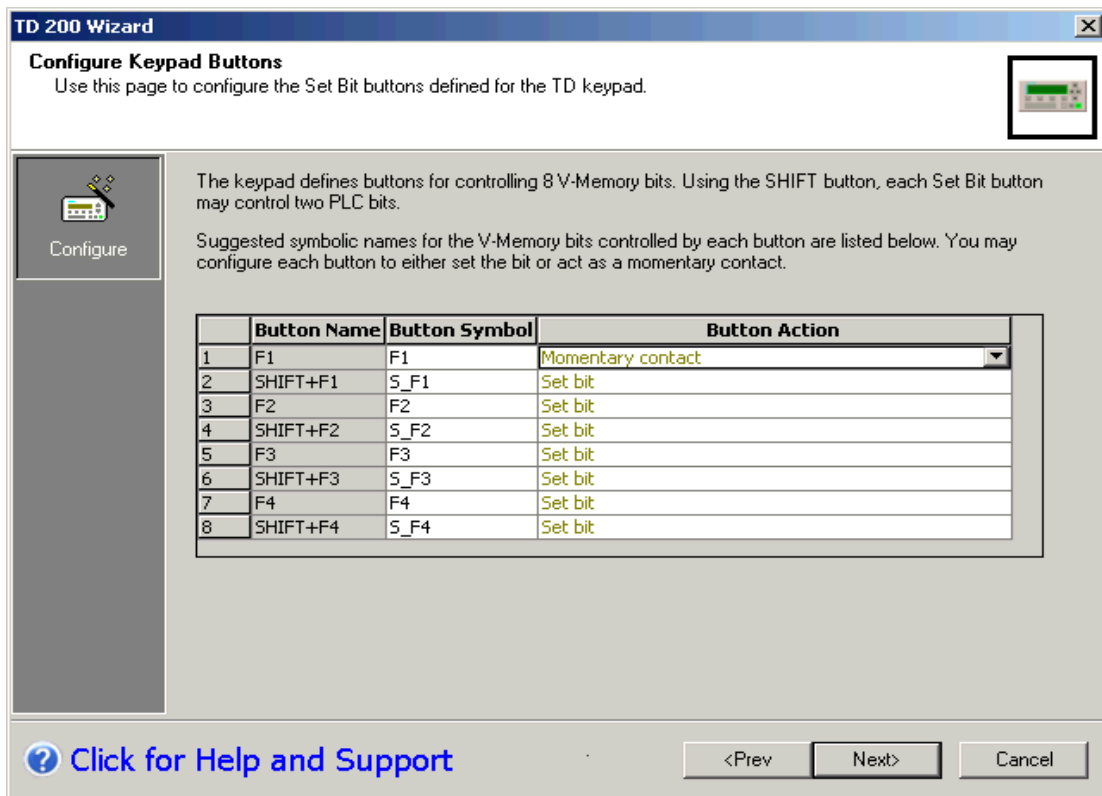 TD 200 Wizard
Configure Keypad Buttons
Use this page to configure the Set Bit buttons defined for the TD keypad.
Configure
The keypad defines buttons for controlling 8 V-Memory bits. Using the SHIFT button, each Set Bit button
may control two PLC bits.
Suggested symbolic names for the V-Memory bits controlled by each button are listed below. You may
configure each button to either set the bit or act as a momentary contact.
Button Name Button Symbol Button Action
1 F1 F1 Momentary contact
2 SHIFT+F1 S_F1 Set bit
3 F2 F2 Set bit
4 SHIFT+F2 S_F2 Set bit
5 F3 F3 Set bit
6 SHIFT+F3 S_F3 Set bit
7 F4 F4 Set bit
8 SHIFT+F4 S_F4 Set bit
? Click for Help and Support <Prev Next> Cancel